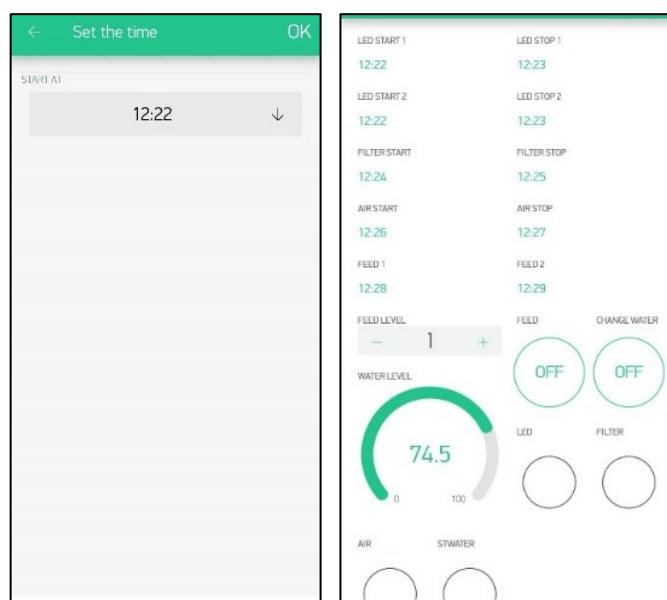 ← Set the time OK
START AT
12:22 ↓
LED START 1 LED STOP 1
12:22 12:23
LED START 2 LED STOP 2
12:22 12:23
FILTER START FILTER STOP
12:24 12:25
AIR START AIR STOP
12:26 12:27
FEED 1 FEED 2
12:28 12:29
FEED LEVEL FEED CHANGE WATER
− 1 +
OFF OFF
WATER LEVEL
LED FILTER
74.5
0 100
AIR STWATER